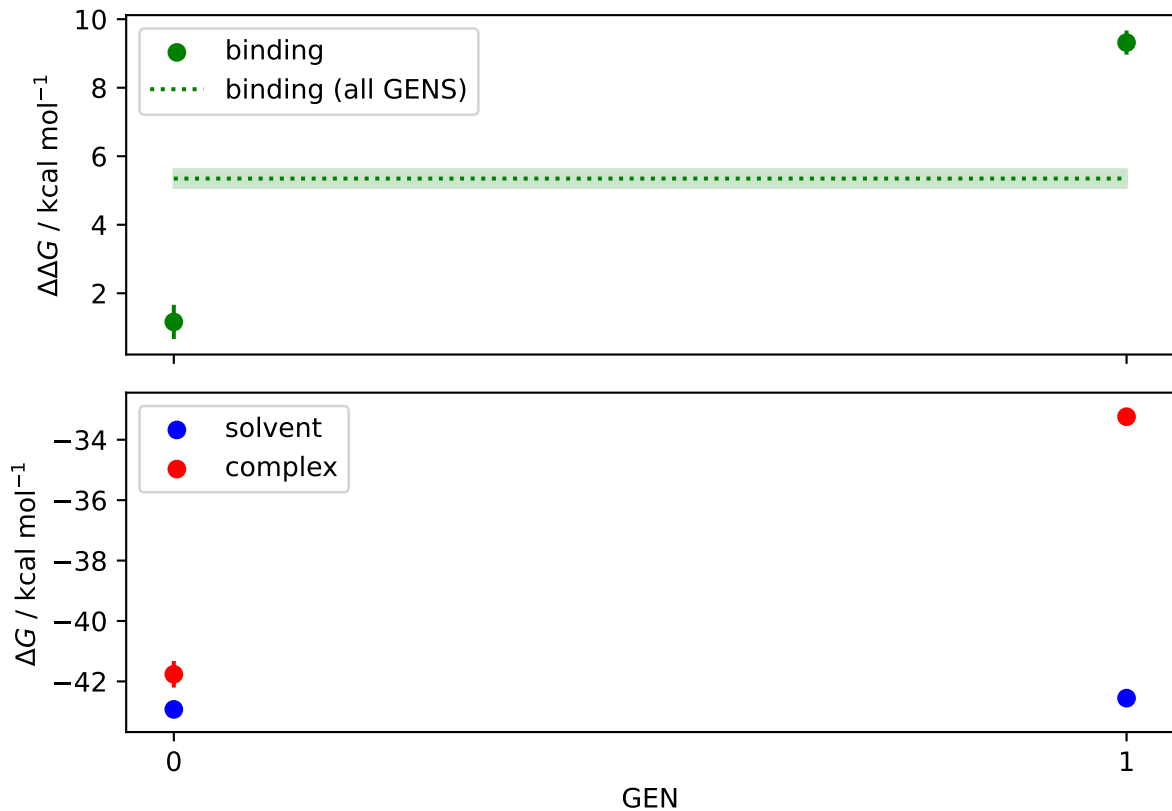 10
8
6
4
2
ΔΔG / kcal mol⁻¹
binding
binding (all GENS)
−34
−36
−38
−40
−42
ΔG / kcal mol⁻¹
solvent
complex
0
1
GEN